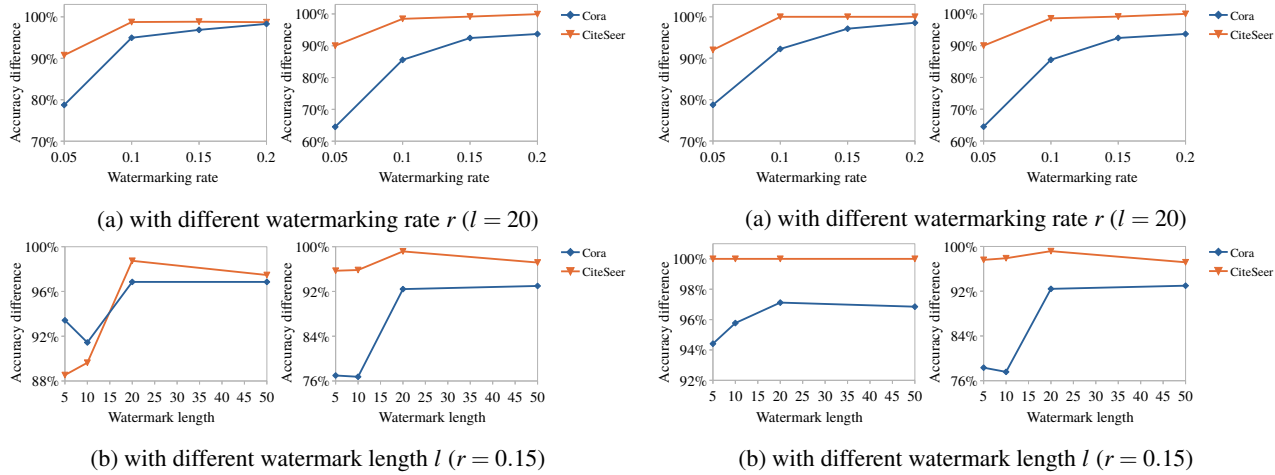 100%
90%
80%
70%
Accuracy difference
0.05 0.1 0.15 0.2
Watermarking rate
100%
90%
80%
70%
60%
Accuracy difference
0.05 0.1 0.15 0.2
Watermarking rate
Cora
CiteSeer
(a) with different watermarking rate r (l = 20)
100%
96%
92%
88%
Accuracy difference
5 10 15 20 25 30 35 40 45 50
Watermark length
100%
92%
84%
76%
Accuracy difference
5 10 15 20 25 30 35 40 45 50
Watermark length
Cora
CiteSeer
(b) with different watermark length l (r = 0.15)
100%
90%
80%
70%
Accuracy difference
0.05 0.1 0.15 0.2
Watermarking rate
100%
90%
80%
70%
60%
Accuracy difference
0.05 0.1 0.15 0.2
Watermarking rate
Cora
CiteSeer
(a) with different watermarking rate r (l = 20)
100%
98%
96%
94%
92%
Accuracy difference
5 10 15 20 25 30 35 40 45 50
Watermark length
100%
92%
84%
76%
Accuracy difference
5 10 15 20 25 30 35 40 45 50
Watermark length
Cora
CiteSeer
(b) with different watermark length l (r = 0.15)